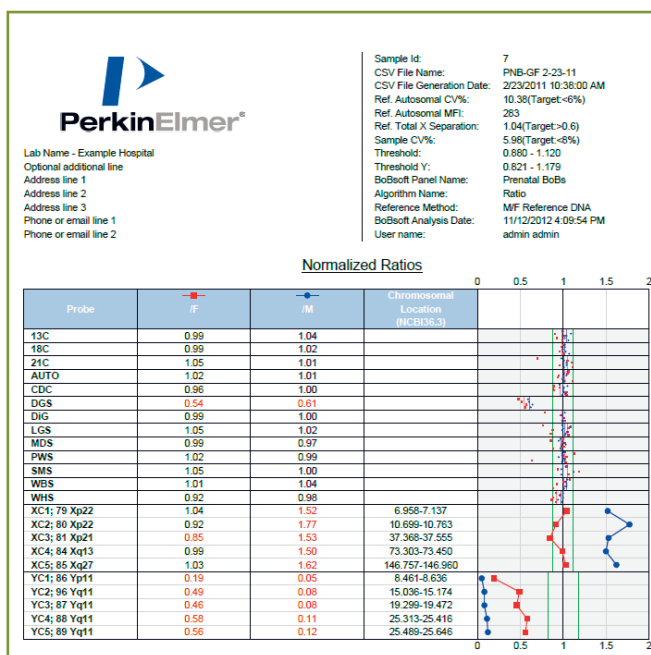 PerkinElmer®
Lab Name - Example Hospital
Optional additional line
Address line 1
Address line 2
Address line 3
Phone or email line 1
Phone or email line 2
Sample Id: 7
CSV File Name: PNB-GF 2-23-11
CSV File Generation Date: 2/23/2011 10:38:00 AM
Ref. Autosomal CV%: 10.38(Target:<6%)
Ref. Autosomal MFI: 283
Ref. Total X Separation: 1.04(Target:>0.6)
Sample CV%: 5.98(Target:<8%)
Threshold: 0.880 - 1.120
Threshold Y: 0.821 - 1.179
BoBsoft Panel Name: Prenatal BoBs
Algorithm Name: Ratio
Reference Method: M/F Reference DNA
BoBsoft Analysis Date: 11/12/2012 4:09:54 PM
User name: admin admin
Normalized Ratios
0 0.5 1 1.5 2
Probe /F /M Chromosomal Location (NCBI36.3)
13C 0.99 1.04
18C 0.99 1.02
21C 1.05 1.01
AUTO 1.02 1.01
CDC 0.96 1.00
DGS 0.54 0.61
DiG 0.99 1.00
LGS 1.05 1.02
MDS 0.99 0.97
PWS 1.02 0.99
SMS 1.05 1.00
WBS 1.01 1.04
WHS 0.92 0.98
XC1; 79 Xp22 1.04 1.52 6.958-7.137
XC2; 80 Xp22 0.92 1.77 10.699-10.763
XC3; 81 Xp21 0.85 1.53 37.368-37.555
XC4; 84 Xq13 0.99 1.50 73.303-73.450
XC5; 85 Xq27 1.03 1.62 146.757-146.960
YC1; 86 Yp11 0.19 0.05 8.461-8.636
YC2; 96 Yq11 0.49 0.08 15.036-15.174
YC3; 87 Yq11 0.46 0.08 19.299-19.472
YC4; 88 Yq11 0.58 0.11 25.313-25.416
YC5; 89 Yq11 0.56 0.12 25.489-25.646
0 0.5 1 1.5 2